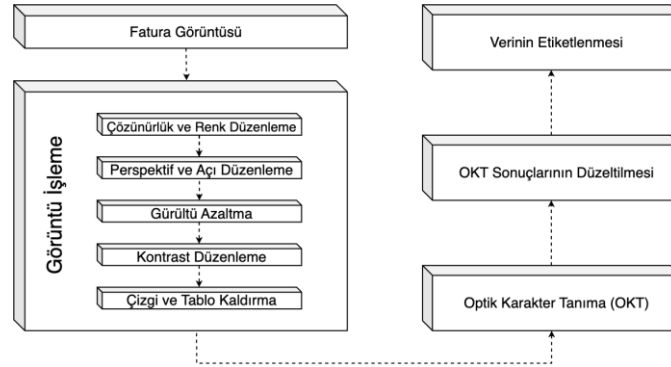 Fatura Görüntüsü
Görüntü İşleme
Çözünürlük ve Renk Düzenleme
Perspektif ve Açı Düzenleme
Gürültü Azaltma
Kontrast Düzenleme
Çizgi ve Tablo Kaldırma
Optik Karakter Tanıma (OKT)
OKT Sonuçlarının Düzeltilmesi
Verinin Etiketlenmesi